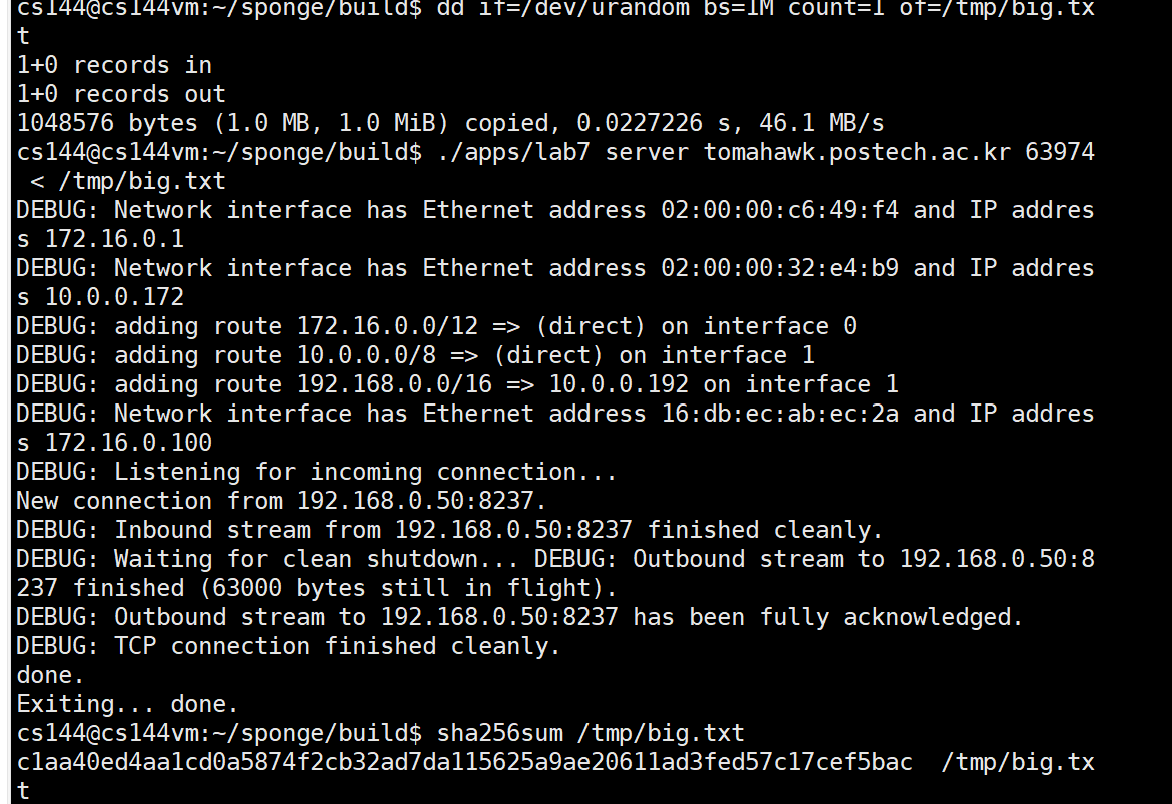 cs144@cs144vm:~/sponge/build$ dd if=/dev/urandom bs=1M count=1 of=/tmp/big.tx
t
1+0 records in
1+0 records out
1048576 bytes (1.0 MB, 1.0 MiB) copied, 0.0227226 s, 46.1 MB/s
cs144@cs144vm:~/sponge/build$ ./apps/lab7 server tomahawk.postech.ac.kr 63974
 < /tmp/big.txt
DEBUG: Network interface has Ethernet address 02:00:00:c6:49:f4 and IP addres
s 172.16.0.1
DEBUG: Network interface has Ethernet address 02:00:00:32:e4:b9 and IP addres
s 10.0.0.172
DEBUG: adding route 172.16.0.0/12 => (direct) on interface 0
DEBUG: adding route 10.0.0.0/8 => (direct) on interface 1
DEBUG: adding route 192.168.0.0/16 => 10.0.0.192 on interface 1
DEBUG: Network interface has Ethernet address 16:db:ec:ab:ec:2a and IP addres
s 172.16.0.100
DEBUG: Listening for incoming connection...
New connection from 192.168.0.50:8237.
DEBUG: Inbound stream from 192.168.0.50:8237 finished cleanly.
DEBUG: Waiting for clean shutdown... DEBUG: Outbound stream to 192.168.0.50:8
237 finished (63000 bytes still in flight).
DEBUG: Outbound stream to 192.168.0.50:8237 has been fully acknowledged.
DEBUG: TCP connection finished cleanly.
done.
Exiting... done.
cs144@cs144vm:~/sponge/build$ sha256sum /tmp/big.txt
c1aa40ed4aa1cd0a5874f2cb32ad7da115625a9ae20611ad3fed57c17cef5bac  /tmp/big.tx
t